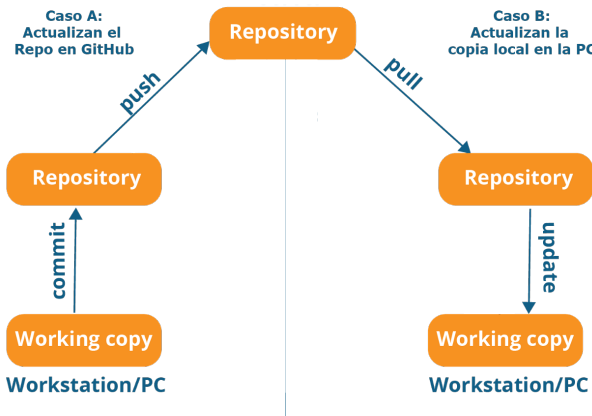 Caso A:
Actualizan el
Repo en GitHub
Repository
Caso B:
Actualizan la
copia local en la PC
push
pull
Repository
Repository
commit
update
Working copy
Working copy
Workstation/PC
Workstation/PC